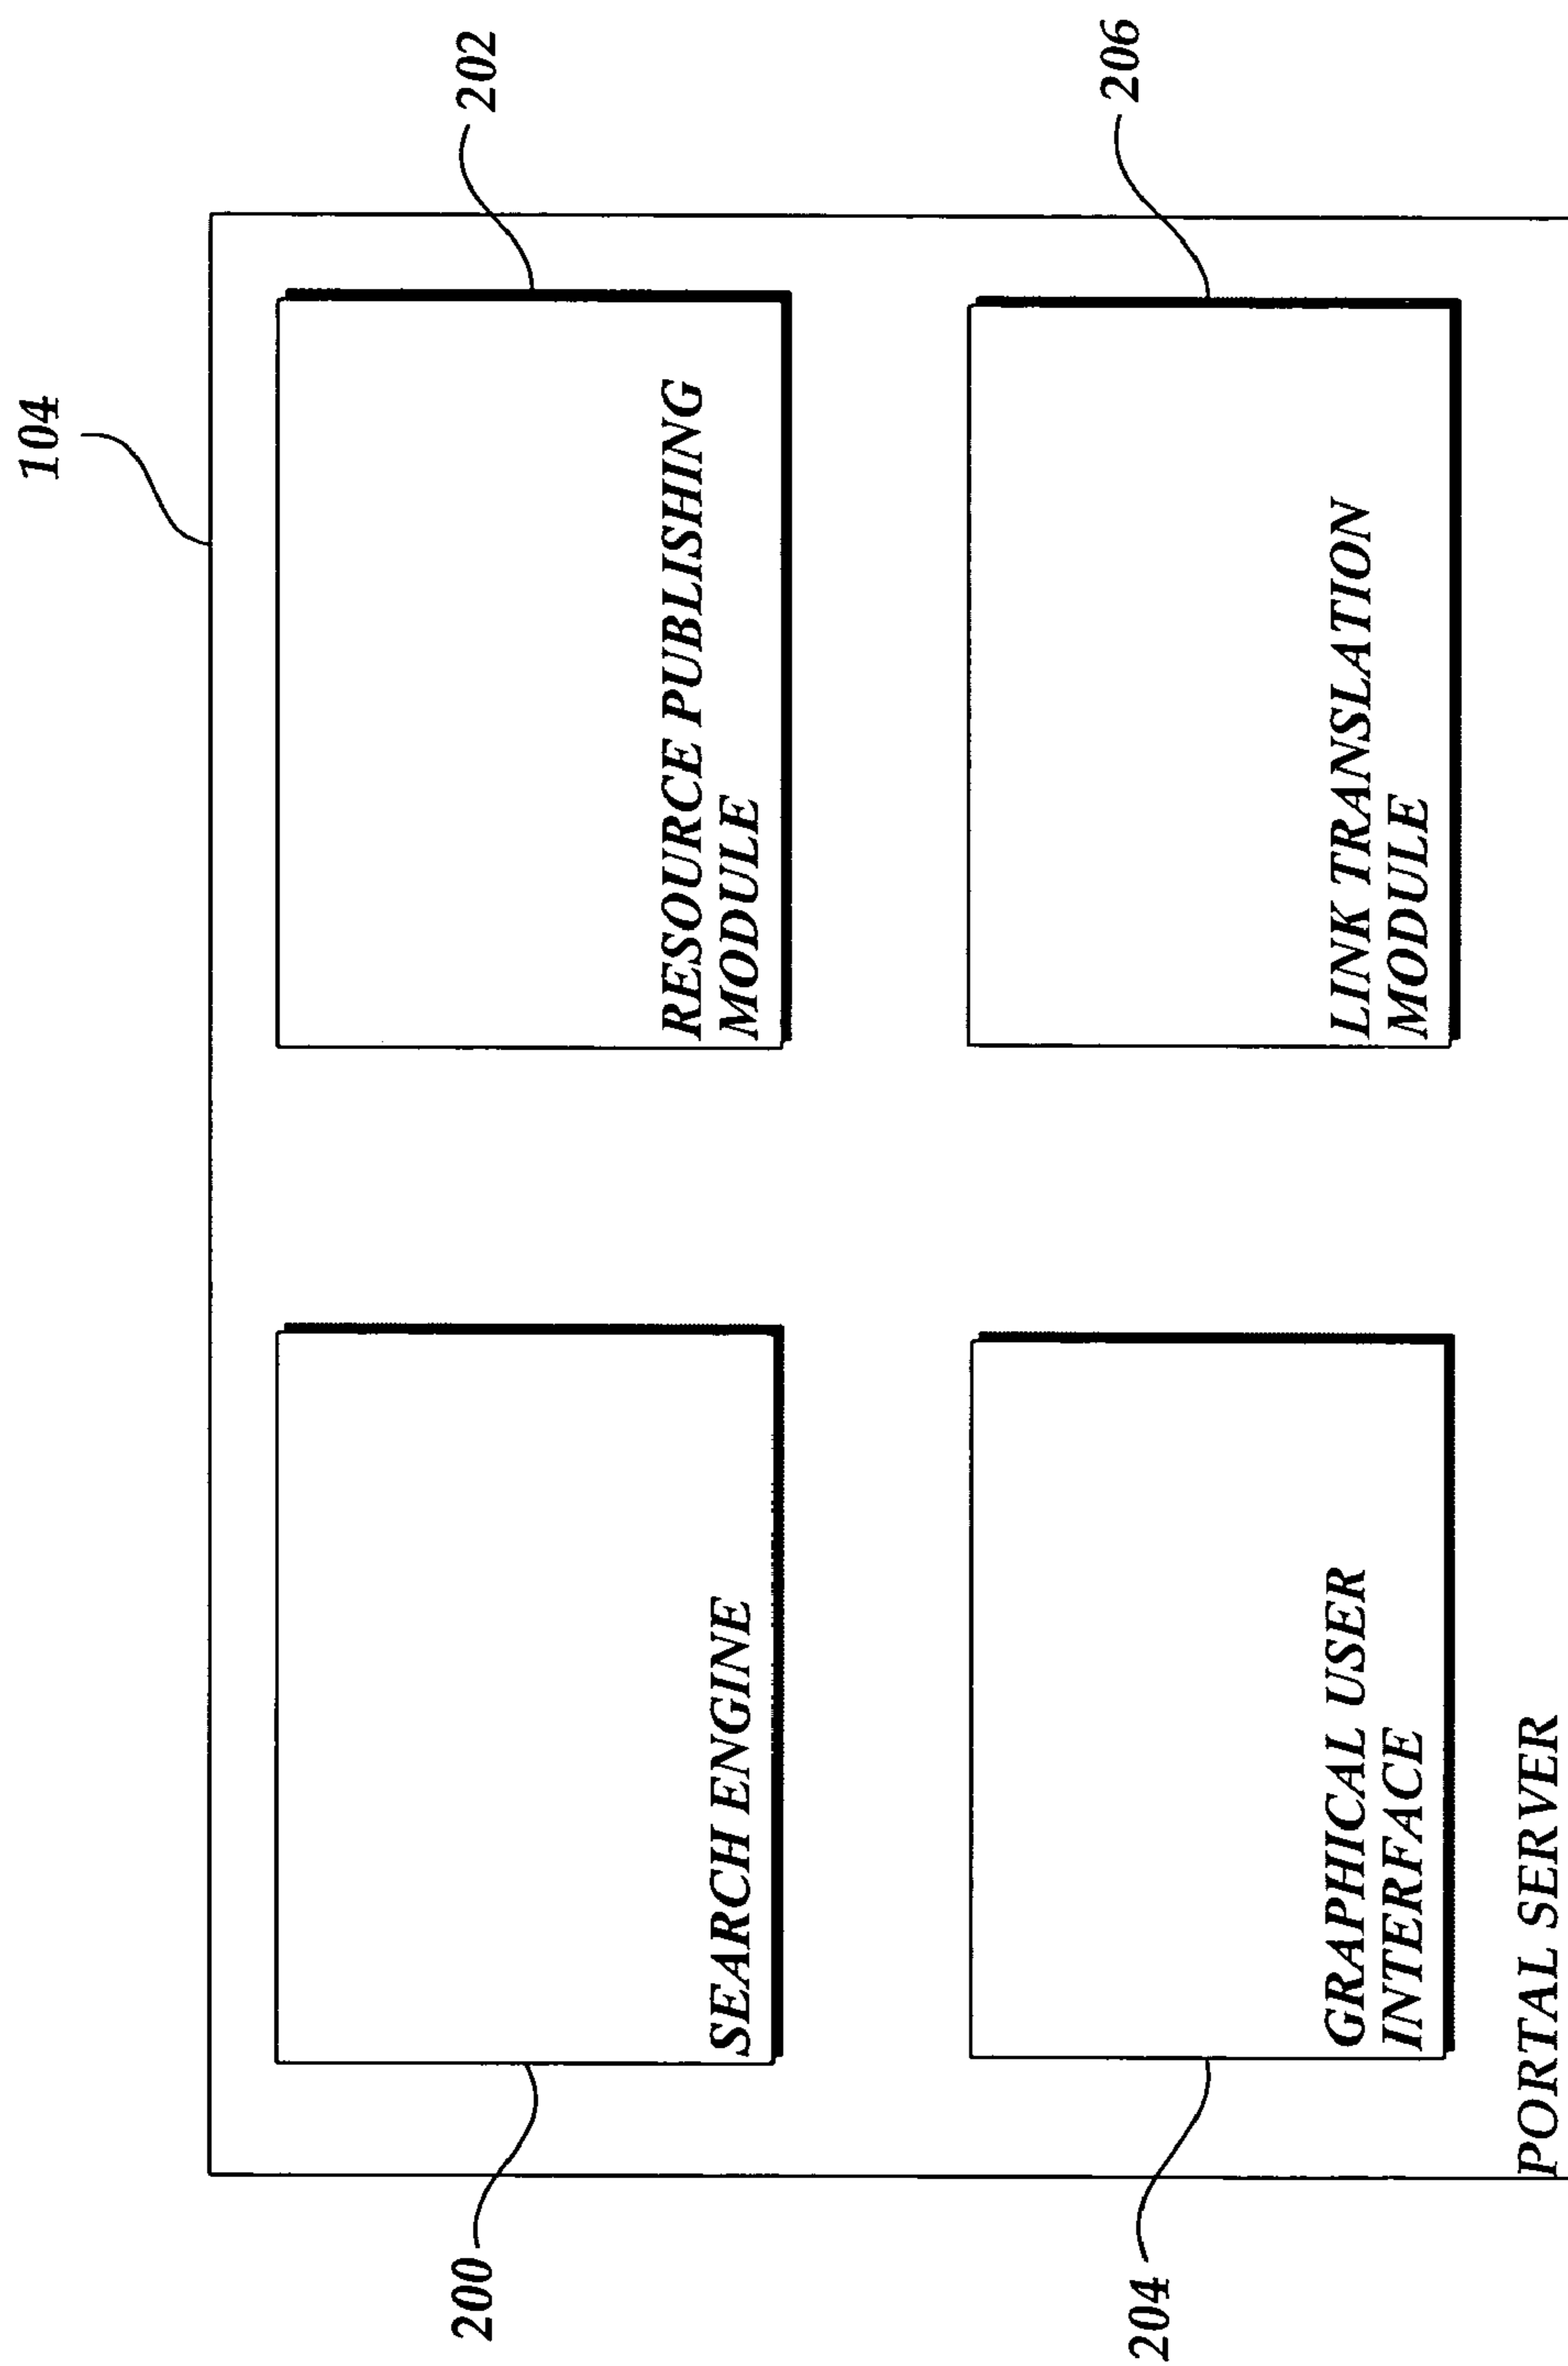 104
200
SEARCH ENGINE
202
RESOURCE PUBLISHING
MODULE
204
GRAPHICAL USER
INTERFACE
206
LINK TRANSLATION
MODULE
PORTAL SERVER